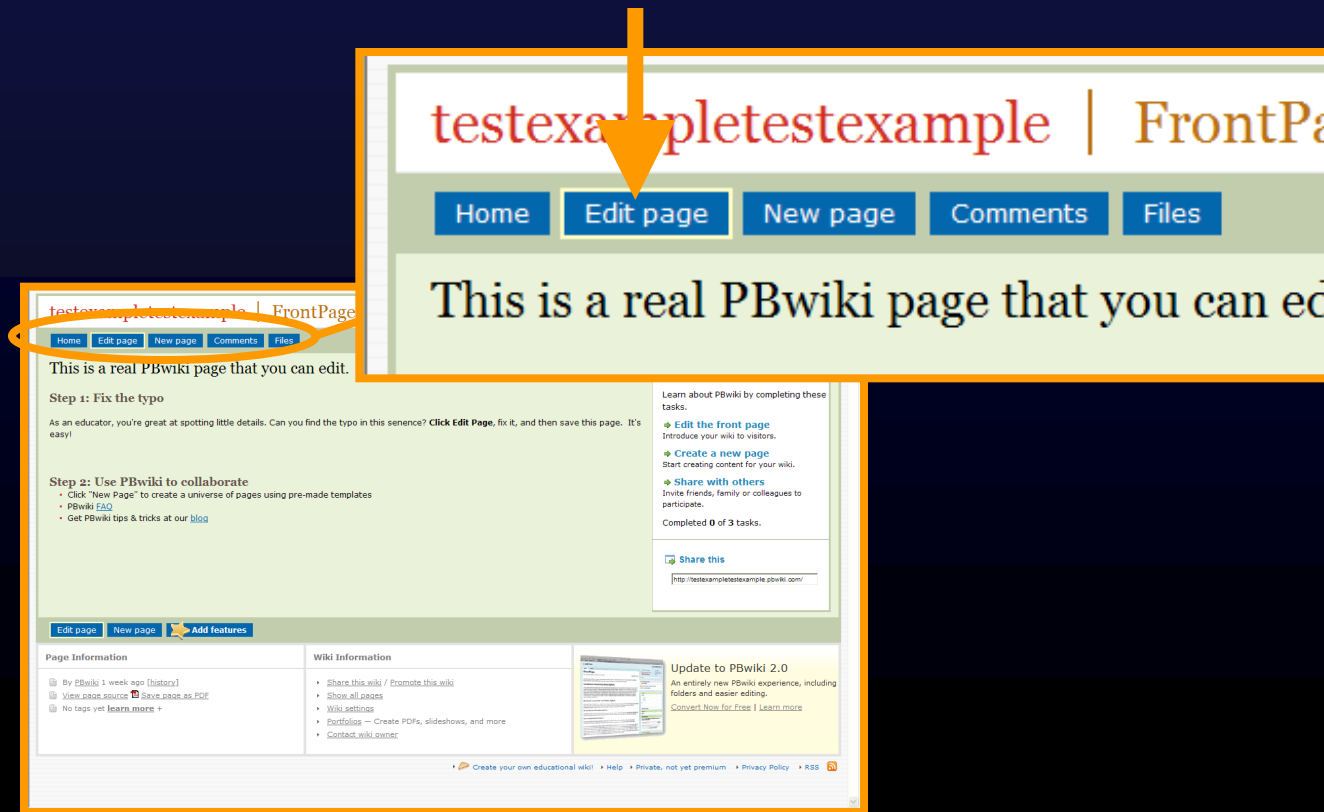 testexampletestexample | FrontPa
Home Edit page New page Comments Files
This is a real PBwiki page that you can ed
testexampletestexample | FrontPage
Home Edit page New page Comments Files
This is a real PBwiki page that you can edit.
Step 1: Fix the typo
As an educator, you're great at spotting little details. Can you find the typo in this senence? Click Edit Page, fix it, and then save this page. It's
easy!
Step 2: Use PBwiki to collaborate
• Click "New Page" to create a universe of pages using pre-made templates
• PBwiki FAQ
• Get PBwiki tips & tricks at our blog
Learn about PBwiki by completing these
tasks.
Edit the front page
Introduce your wiki to visitors.
Create a new page
Start creating content for your wiki.
Share with others
Invite friends, family or colleagues to
participate.
Completed 0 of 3 tasks.
Share this
http://testexampletestexample.pbwiki.com/
Edit page New page Add features
Page Information
By PBwiki 1 week ago [history]
View page source Save page as PDF
No tags yet learn more +
Wiki Information
Share this wiki / Promote this wiki
Show all pages
Wiki settings
Portfolios — Create PDFs, slideshows, and more
Contact wiki owner
Update to PBwiki 2.0
An entirely new PBwiki experience, including
folders and easier editing.
Convert Now for Free | Learn more
Create your own educational wiki! Help Private, not yet premium Privacy Policy RSS